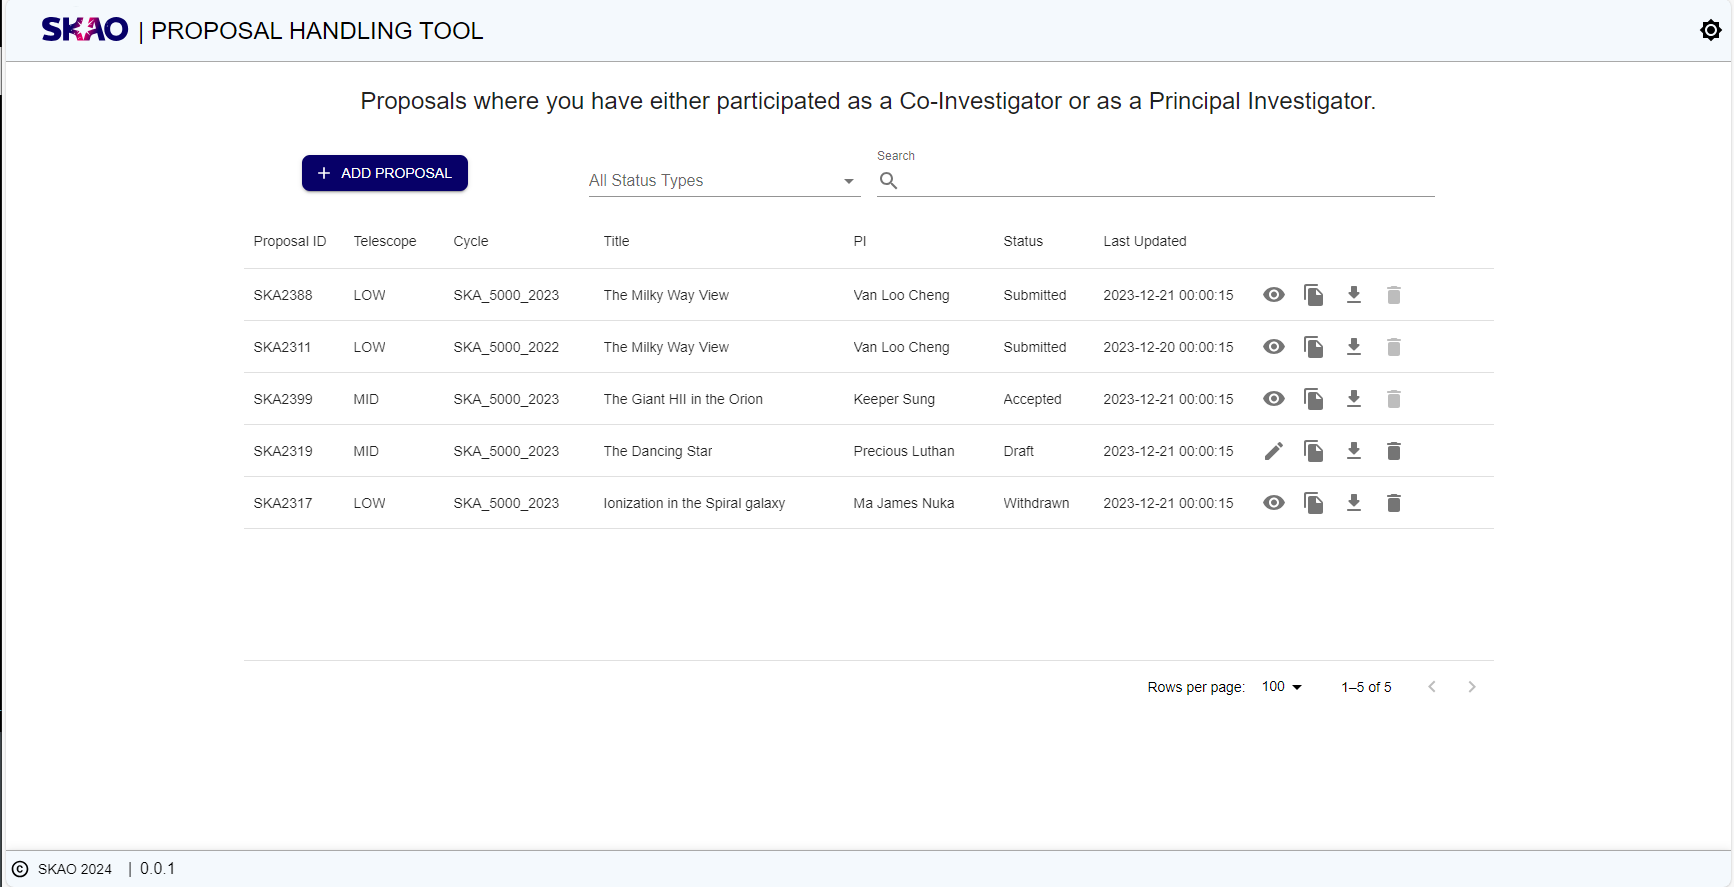 SKAO | PROPOSAL HANDLING TOOL
Proposals where you have either participated as a Co-Investigator or as a Principal Investigator.
Search
+ ADD PROPOSAL
All Status Types
Proposal ID Telescope Cycle Title PI Status Last Updated
SKA2388 LOW SKA_5000_2023 The Milky Way View Van Loo Cheng Submitted 2023-12-21 00:00:15
SKA2311 LOW SKA_5000_2022 The Milky Way View Van Loo Cheng Submitted 2023-12-20 00:00:15
SKA2399 MID SKA_5000_2023 The Giant HII in the Orion Keeper Sung Accepted 2023-12-21 00:00:15
SKA2319 MID SKA_5000_2023 The Dancing Star Precious Luthan Draft 2023-12-21 00:00:15
SKA2317 LOW SKA_5000_2023 Ionization in the Spiral galaxy Ma James Nuka Withdrawn 2023-12-21 00:00:15
Rows per page: 100 1–5 of 5
© SKAO 2024 | 0.0.1